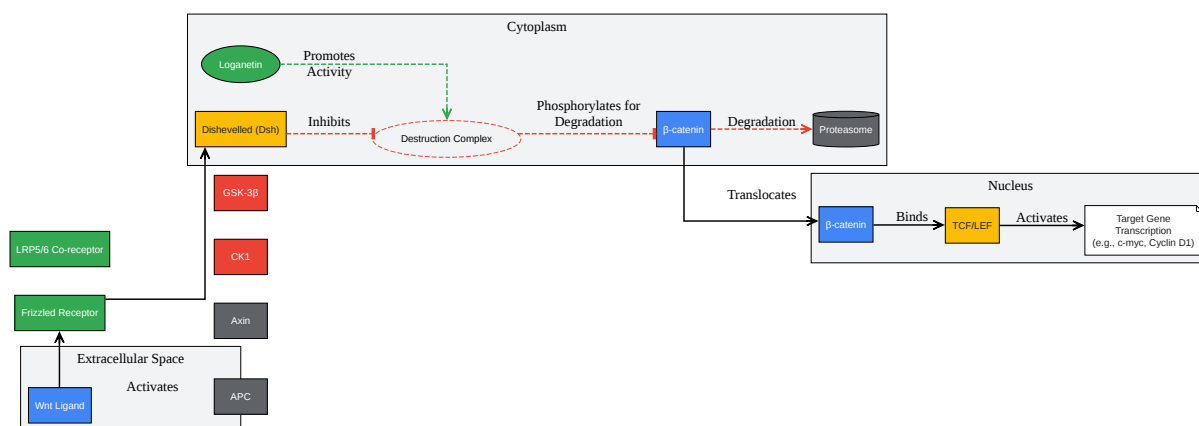 Cytoplasm
Loganetin
Promotes
Activity
Dishevelled (Dsh)
Inhibits
Destruction Complex
Phosphorylates for
Degradation
β-catenin
Degradation
Proteasome
GSK-3β
CK1
Axin
APC
LRP5/6 Co-receptor
Frizzled Receptor
Extracellular Space
Activates
Wnt Ligand
Translocates
Nucleus
β-catenin
Binds
TCF/LEF
Activates
Target Gene
Transcription
(e.g., c-myc, Cyclin D1)